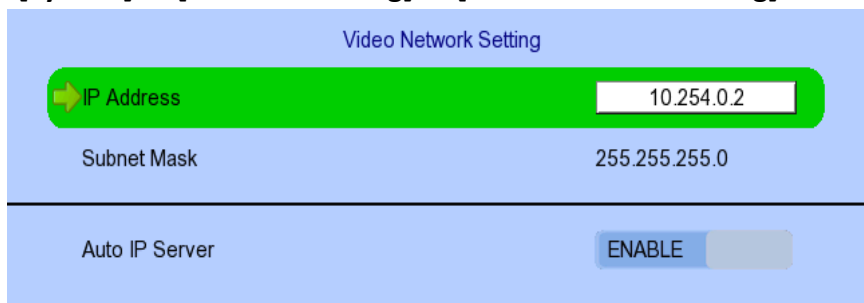 Video Network Setting
IP Address 10.254.0.2
Subnet Mask 255.255.255.0
Auto IP Server ENABLE